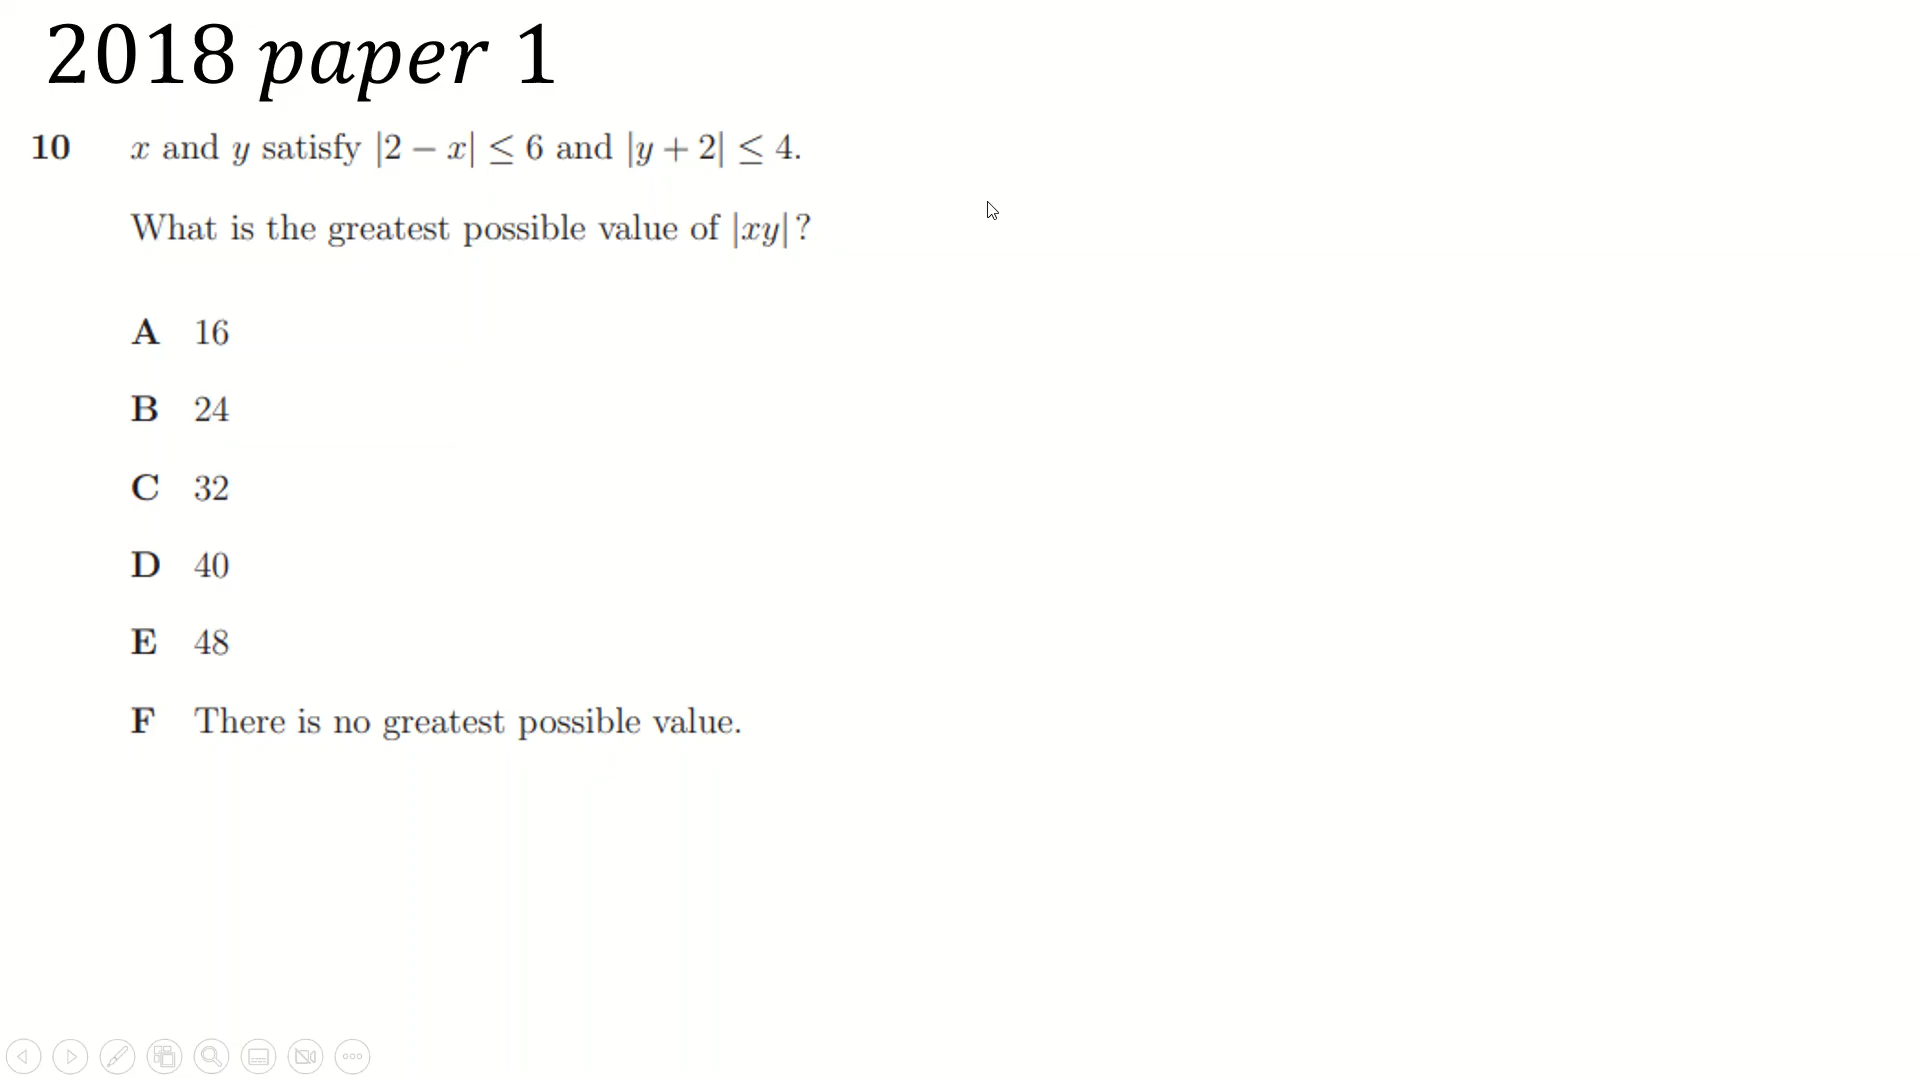 2018 paper 1
10 x and y satisfy |2 − x| ≤ 6 and |y + 2| ≤ 4.
What is the greatest possible value of |xy|?
A 16
B 24
C 32
D 40
E 48
F There is no greatest possible value.